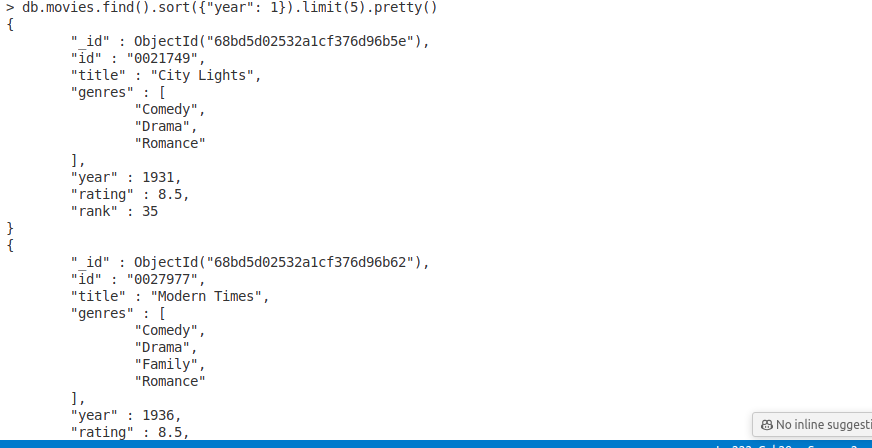 > db.movies.find().sort({"year": 1}).limit(5).pretty()
{
        "_id" : ObjectId("68bd5d02532a1cf376d96b5e"),
        "id" : "0021749",
        "title" : "City Lights",
        "genres" : [
                "Comedy",
                "Drama",
                "Romance"
        ],
        "year" : 1931,
        "rating" : 8.5,
        "rank" : 35
}
{
        "_id" : ObjectId("68bd5d02532a1cf376d96b62"),
        "id" : "0027977",
        "title" : "Modern Times",
        "genres" : [
                "Comedy",
                "Drama",
                "Family",
                "Romance"
        ],
        "year" : 1936,
        "rating" : 8.5,
No inline suggesti